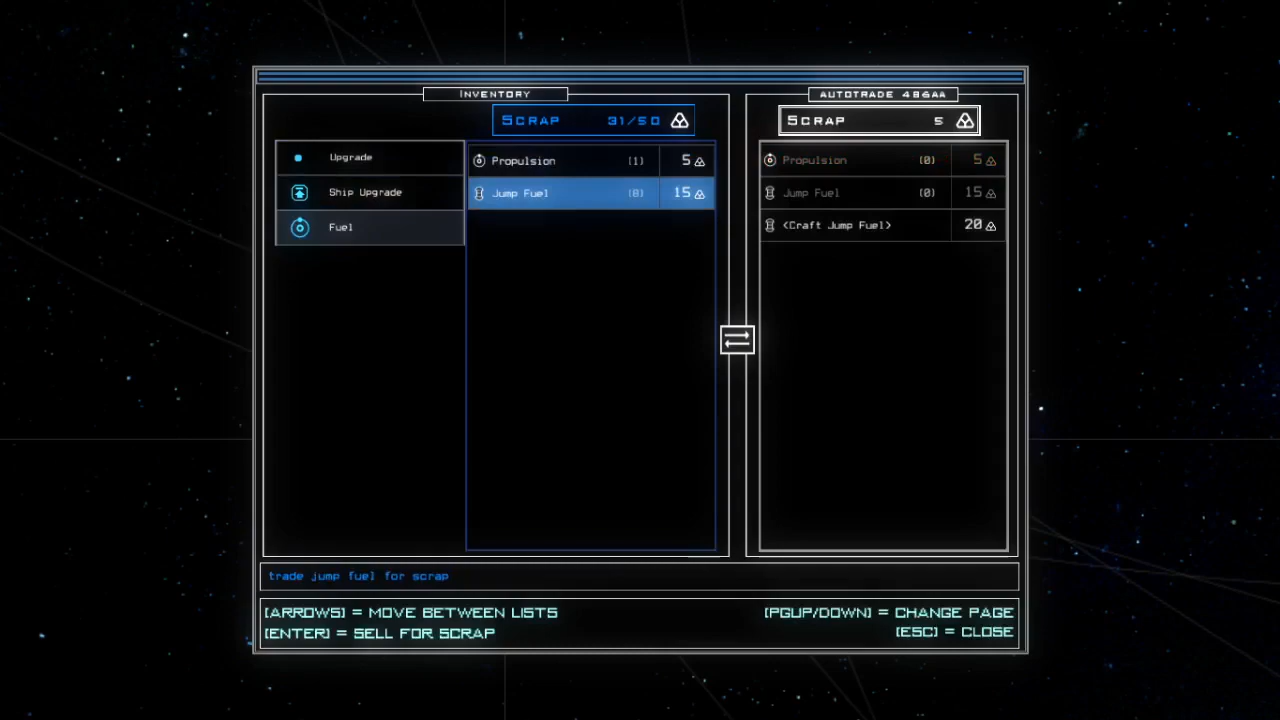 INVENTORY
SCRAP 31/50
Upgrade
Ship Upgrade
Fuel
Propulsion (1) 5
Jump Fuel (0) 15
AUTOTRADE 486AA
SCRAP 5
Propulsion (0) 5
Jump Fuel (0) 15
<Craft Jump Fuel> 20
trade jump fuel for scrap
[ARROWS] = MOVE BETWEEN LISTS
[ENTER] = SELL FOR SCRAP
[PGUP/DOWN] = CHANGE PAGE
[ESC] = CLOSE